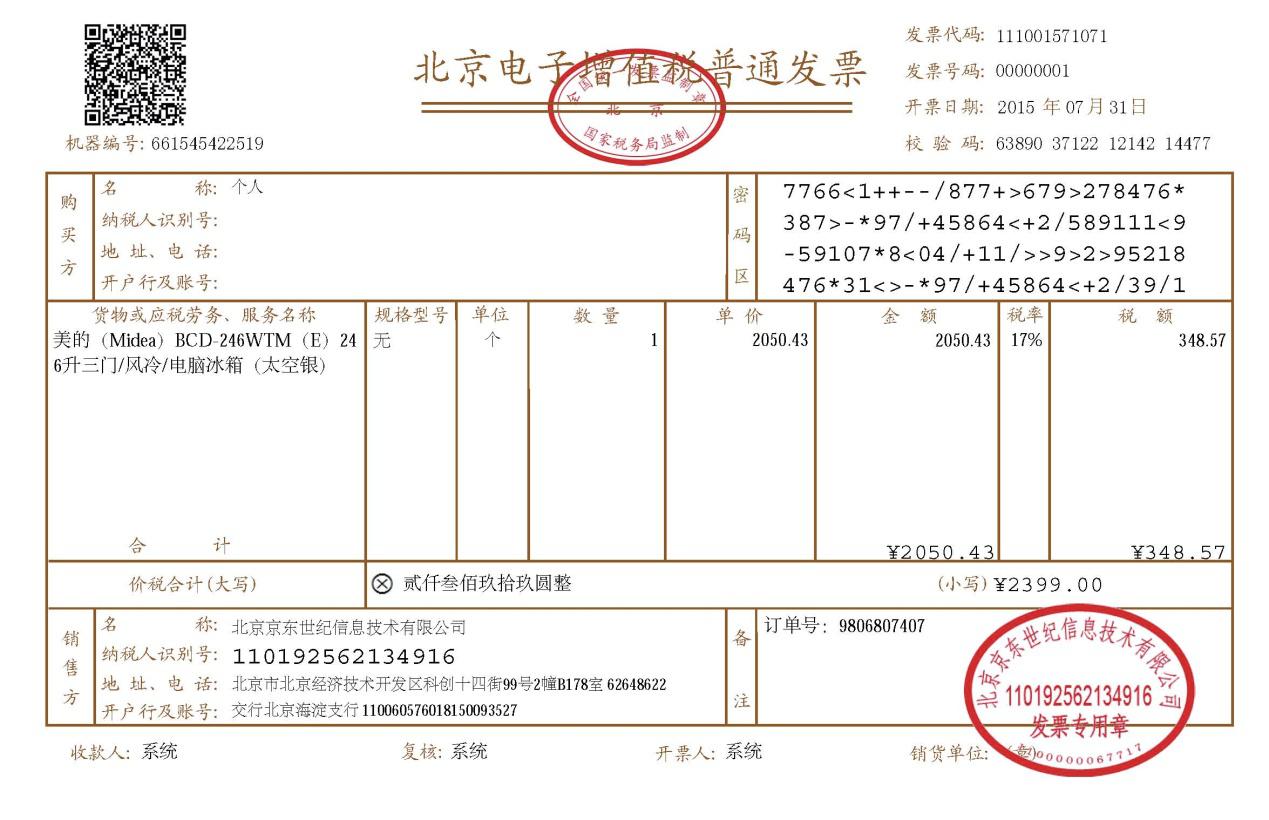 北京电子增值税普通发票
全国统一发票监制章
北 京
国家税务局监制
机器编号: 661545422519
发票代码: 111001571071
发票号码: 00000001
开票日期: 2015 年 07月 31日
校 验 码: 63890 37122 12142 14477
购买方
名 称: 个人
纳税人识别号:
地 址、电 话:
开户行及账号:
密码区
7766<1++--/877+>679>278476*
387>-*97/+45864<+2/589111<9
-59107*8<04/+11/>>9>2>95218
476*31<>-*97/+45864<+2/39/1
货物或应税劳务、服务名称 规格型号 单位 数 量 单 价 金 额 税率 税 额
美的（Midea）BCD-246WTM（E）24 无 个 1 2050.43 2050.43 17% 348.57
6升三门/风冷/电脑冰箱（太空银）
合 计 ¥2050.43 ¥348.57
价税合计(大写) ⊗ 贰仟叁佰玖拾玖圆整 (小写) ¥2399.00
销售方
名 称: 北京京东世纪信息技术有限公司
纳税人识别号: 110192562134916
地 址、电 话: 北京市北京经济技术开发区科创十四街99号2幢B178室 62648622
开户行及账号: 交行北京海淀支行 110060576018150093527
备注
订单号: 9806807407
北京京东世纪信息技术有限公司
110192562134916
发票专用章
收款人: 系统 复核: 系统 开票人: 系统 销货单位: (章)